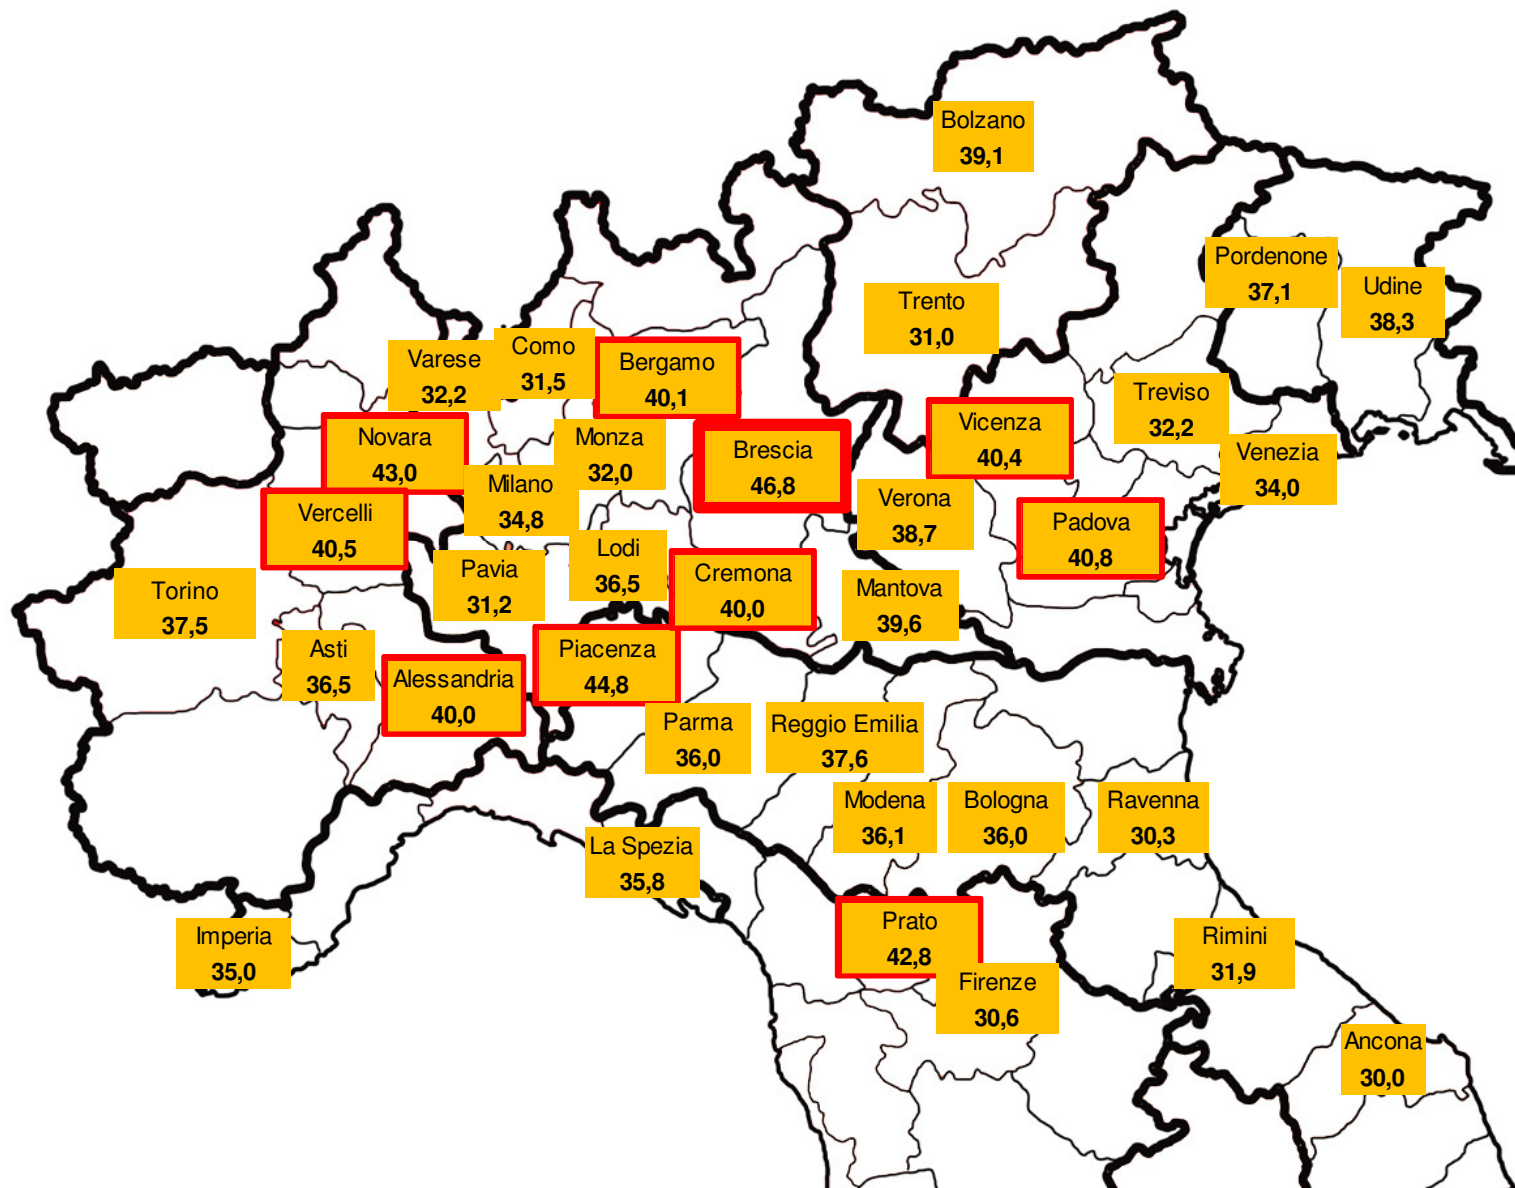 Bolzano
39,1
Pordenone
37,1
Udine
38,3
Trento
31,0
Varese
32,2
Como
31,5
Bergamo
40,1
Treviso
32,2
Vicenza
40,4
Novara
43,0
Monza
32,0
Brescia
46,8
Venezia
34,0
Milano
34,8
Verona
38,7
Vercelli
40,5
Padova
40,8
Lodi
36,5
Pavia
31,2
Cremona
40,0
Mantova
39,6
Torino
37,5
Asti
36,5
Piacenza
44,8
Alessandria
40,0
Parma
36,0
Reggio Emilia
37,6
Modena
36,1
Bologna
36,0
Ravenna
30,3
La Spezia
35,8
Prato
42,8
Imperia
35,0
Rimini
31,9
Firenze
30,6
Ancona
30,0